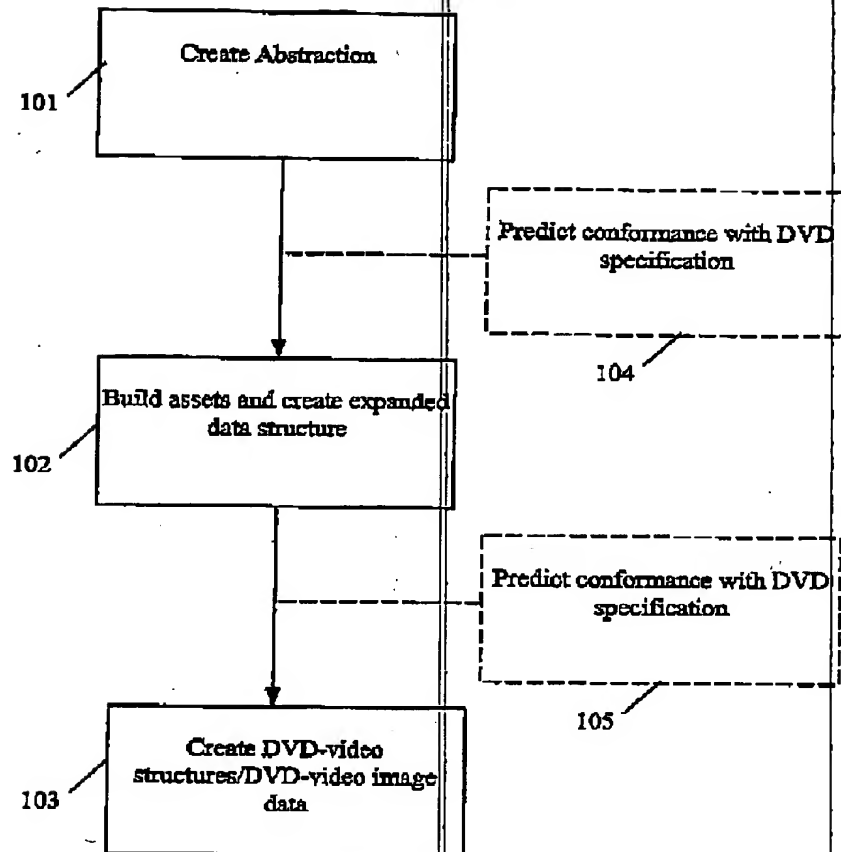 Create Abstraction
101
Predict conformance with DVD
specification
104
Build assets and create expanded
data structure
102
Predict conformance with DVD
specification
105
Create DVD-video
structures/DVD-video image
data
103